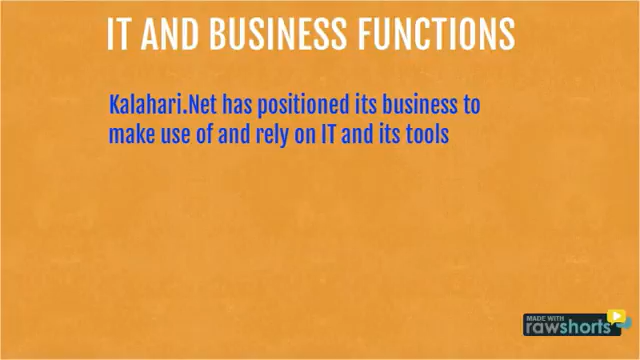 IT AND BUSINESS FUNCTIONS
Kalahari.Net has positioned its business to
make use of and rely on IT and its tools
MADE WITH
rawshorts